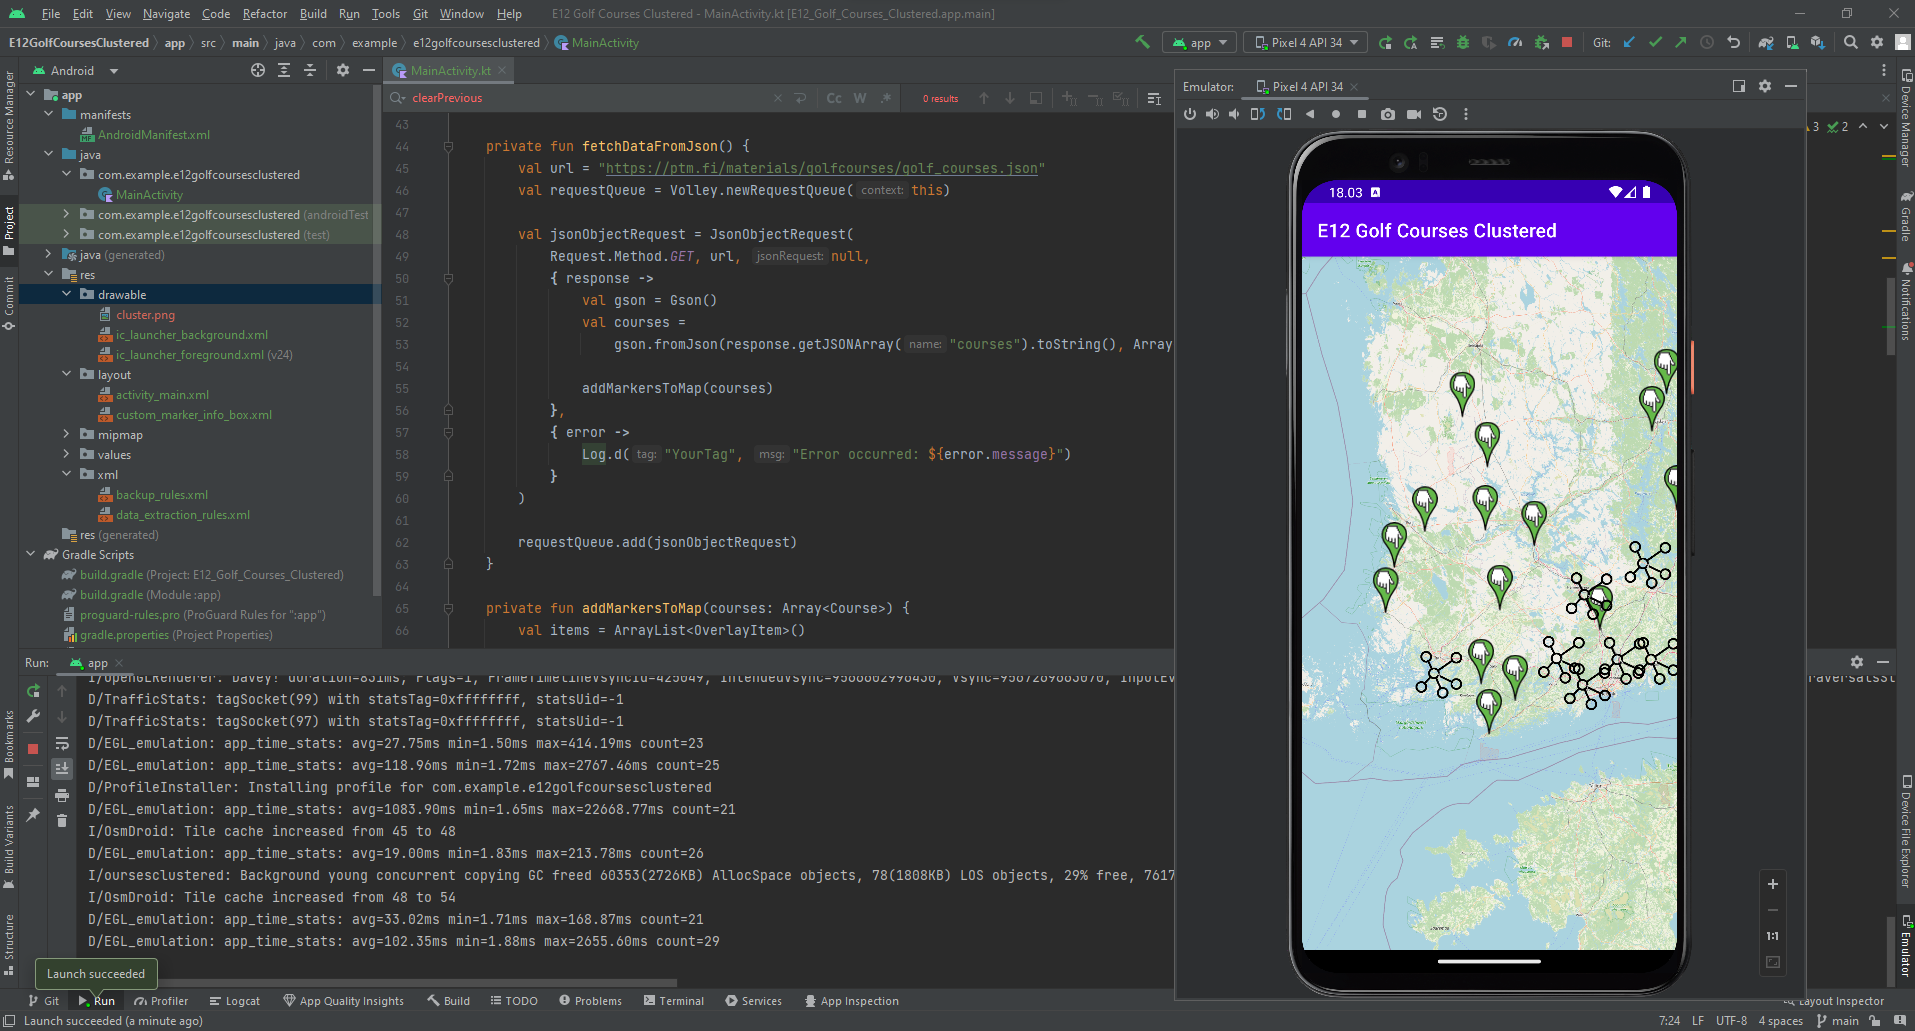 File Edit View Navigate Code Refactor Build Run Tools Git Window Help E12 Golf Courses Clustered - MainActivity.kt [E12_Golf_Courses_Clustered.app.main]
E12GolfCoursesClustered app src main java com example e12golfcoursesclustered MainActivity app Pixel 4 API 34 Git:
Android MainActivity.kt
clearPrevious Cc W .* 0 results
Resource Manager
Project
Commit
Bookmarks
Build Variants
Structure
app
manifests
AndroidManifest.xml
java
com.example.e12golfcoursesclustered
MainActivity
com.example.e12golfcoursesclustered (androidTest
com.example.e12golfcoursesclustered (test)
java (generated)
res
drawable
cluster.png
ic_launcher_background.xml
ic_launcher_foreground.xml (v24)
layout
activity_main.xml
custom_marker_info_box.xml
mipmap
values
xml
backup_rules.xml
data_extraction_rules.xml
res (generated)
Gradle Scripts
build.gradle (Project: E12_Golf_Courses_Clustered)
build.gradle (Module :app)
proguard-rules.pro (ProGuard Rules for ":app")
gradle.properties (Project Properties)
43
44 private fun fetchDataFromJson() {
45 val url = "https://ptm.fi/materials/golfcourses/golf_courses.json"
46 val requestQueue = Volley.newRequestQueue( context: this)
47
48 val jsonObjectRequest = JsonObjectRequest(
49 Request.Method.GET, url, jsonRequest: null,
50 { response ->
51 val gson = Gson()
52 val courses =
53 gson.fromJson(response.getJSONArray( name: "courses").toString(), Array
54
55 addMarkersToMap(courses)
56 },
57 { error ->
58 Log.d( tag: "YourTag", msg: "Error occurred: ${error.message}")
59 }
60 )
61
62 requestQueue.add(jsonObjectRequest)
63 }
64
65 private fun addMarkersToMap(courses: Array<Course>) {
66 val items = ArrayList<OverlayItem>()
Emulator: Pixel 4 API 34
18.03 A
E12 Golf Courses Clustered
1:1
3 2
Device Manager
Gradle
Notifications
Device File Explorer
Emulator
Run: app
I/OpenGLRenderer: Davey! duration=831ms; Flags=1, FrameTimelineVsyncId=425049, IntendedVsync=9586802996430, Vsync=9587269663070, InputEv
D/TrafficStats: tagSocket(99) with statsTag=0xffffffff, statsUid=-1
D/TrafficStats: tagSocket(97) with statsTag=0xffffffff, statsUid=-1
D/EGL_emulation: app_time_stats: avg=27.75ms min=1.50ms max=414.19ms count=23
D/EGL_emulation: app_time_stats: avg=118.96ms min=1.72ms max=2767.46ms count=25
D/ProfileInstaller: Installing profile for com.example.e12golfcoursesclustered
D/EGL_emulation: app_time_stats: avg=1083.90ms min=1.65ms max=22668.77ms count=21
I/OsmDroid: Tile cache increased from 45 to 48
D/EGL_emulation: app_time_stats: avg=19.00ms min=1.83ms max=213.78ms count=26
I/oursesclustered: Background young concurrent copying GC freed 60353(2726KB) AllocSpace objects, 78(1808KB) LOS objects, 29% free, 7617
I/OsmDroid: Tile cache increased from 48 to 54
D/EGL_emulation: app_time_stats: avg=33.02ms min=1.71ms max=168.87ms count=21
D/EGL_emulation: app_time_stats: avg=102.35ms min=1.88ms max=2655.60ms count=29
Launch succeeded
Git Run Profiler Logcat App Quality Insights Build TODO Problems Terminal Services App Inspection Layout Inspector
Launch succeeded (a minute ago) 7:24 LF UTF-8 4 spaces main